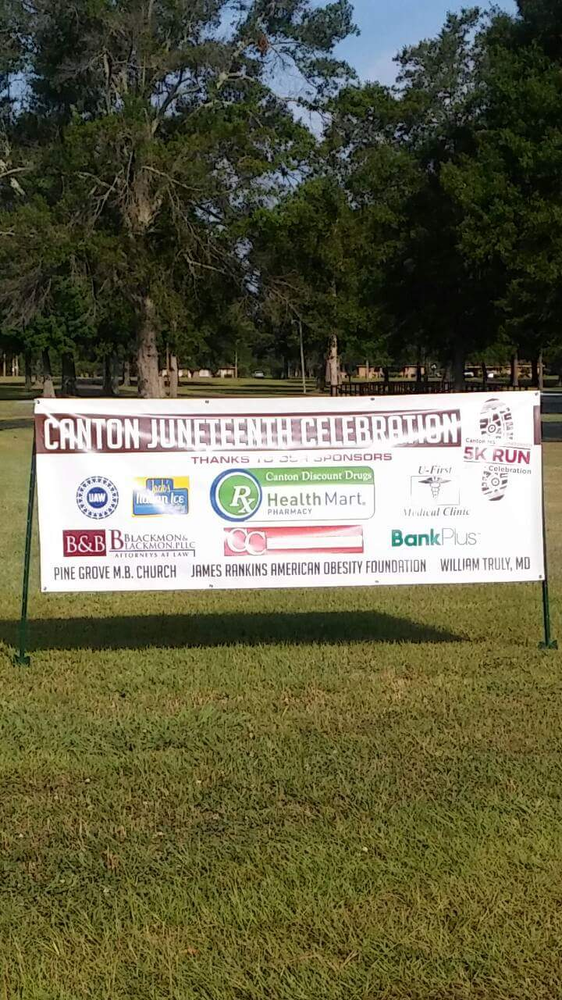 CANTON JUNETEENTH CELEBRATION
THANKS TO OUR SPONSORS
Canton MS
5K RUN
Celebration
UAW
Italian Ice
Rx
Canton Discount Drugs
Health Mart.
PHARMACY
U-First
Medical Clinic
B&B
BLACKMON &
BLACKMON, PLLC
ATTORNEYS AT LAW
CC
BankPlus
PINE GROVE M.B. CHURCH JAMES RANKINS AMERICAN OBESITY FOUNDATION WILLIAM TRULY, MD